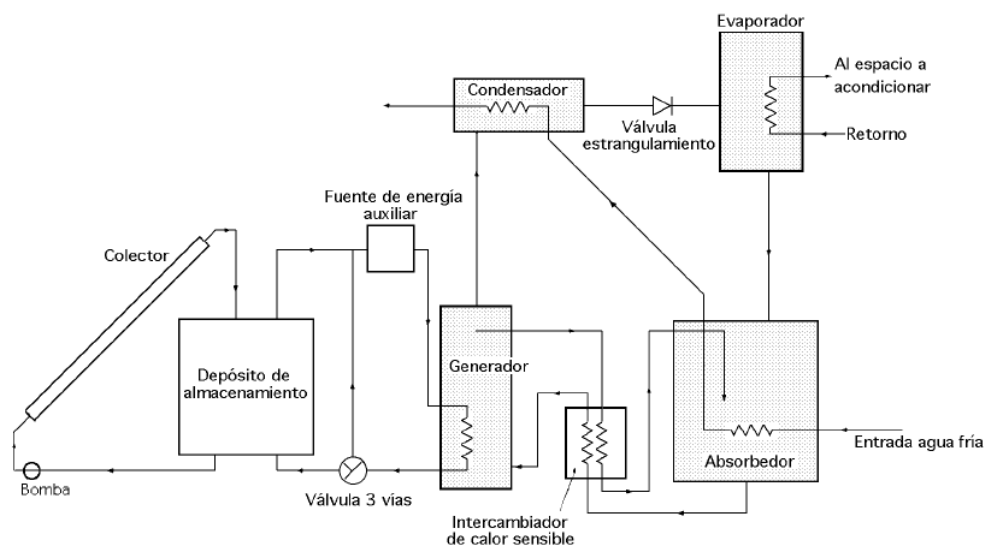 Evaporador
Al espacio a
acondicionar
Retorno
Condensador
Válvula
estrangulamiento
Fuente de energía
auxiliar
Colector
Depósito de
almacenamiento
Generador
Bomba
Válvula 3 vías
Intercambiador
de calor sensible
Absorbedor
Entrada agua fría